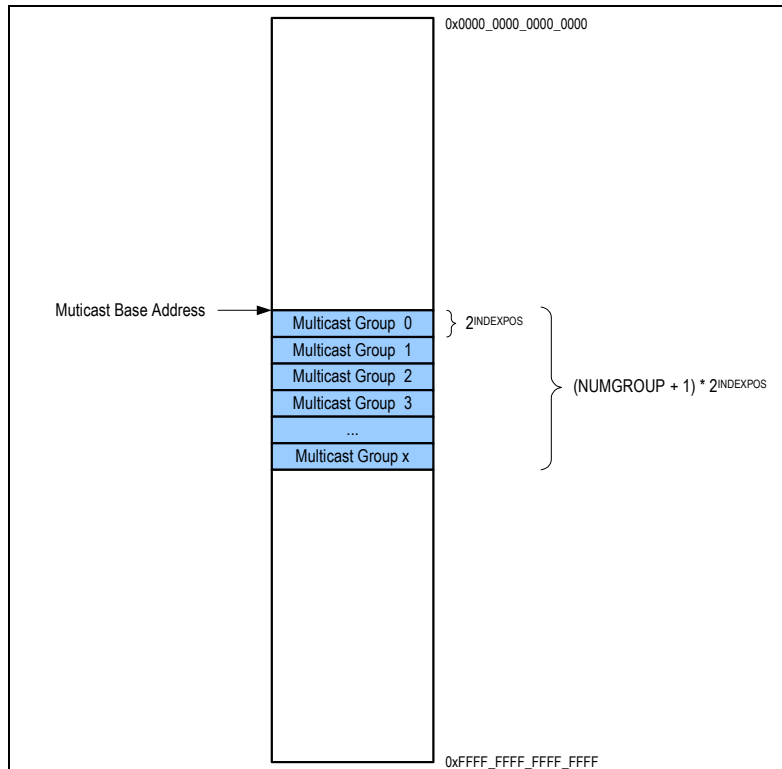 0x0000_0000_0000_0000
Muticast Base Address
Multicast Group 0
2INDEXPOS
Multicast Group 1
Multicast Group 2
(NUMGROUP + 1) * 2INDEXPOS
Multicast Group 3
...
Multicast Group x
0xFFFF_FFFF_FFFF_FFFF